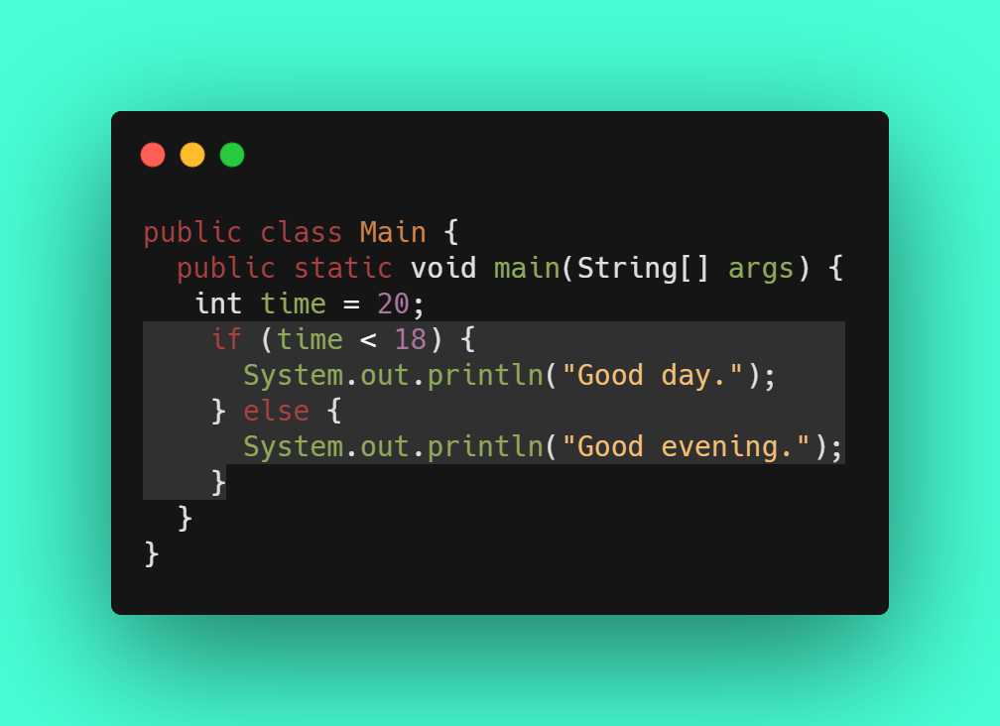 public class Main {
  public static void main(String[] args) {
   int time = 20;
    if (time < 18) {
      System.out.println("Good day.");
    } else {
      System.out.println("Good evening.");
    }
  }
}